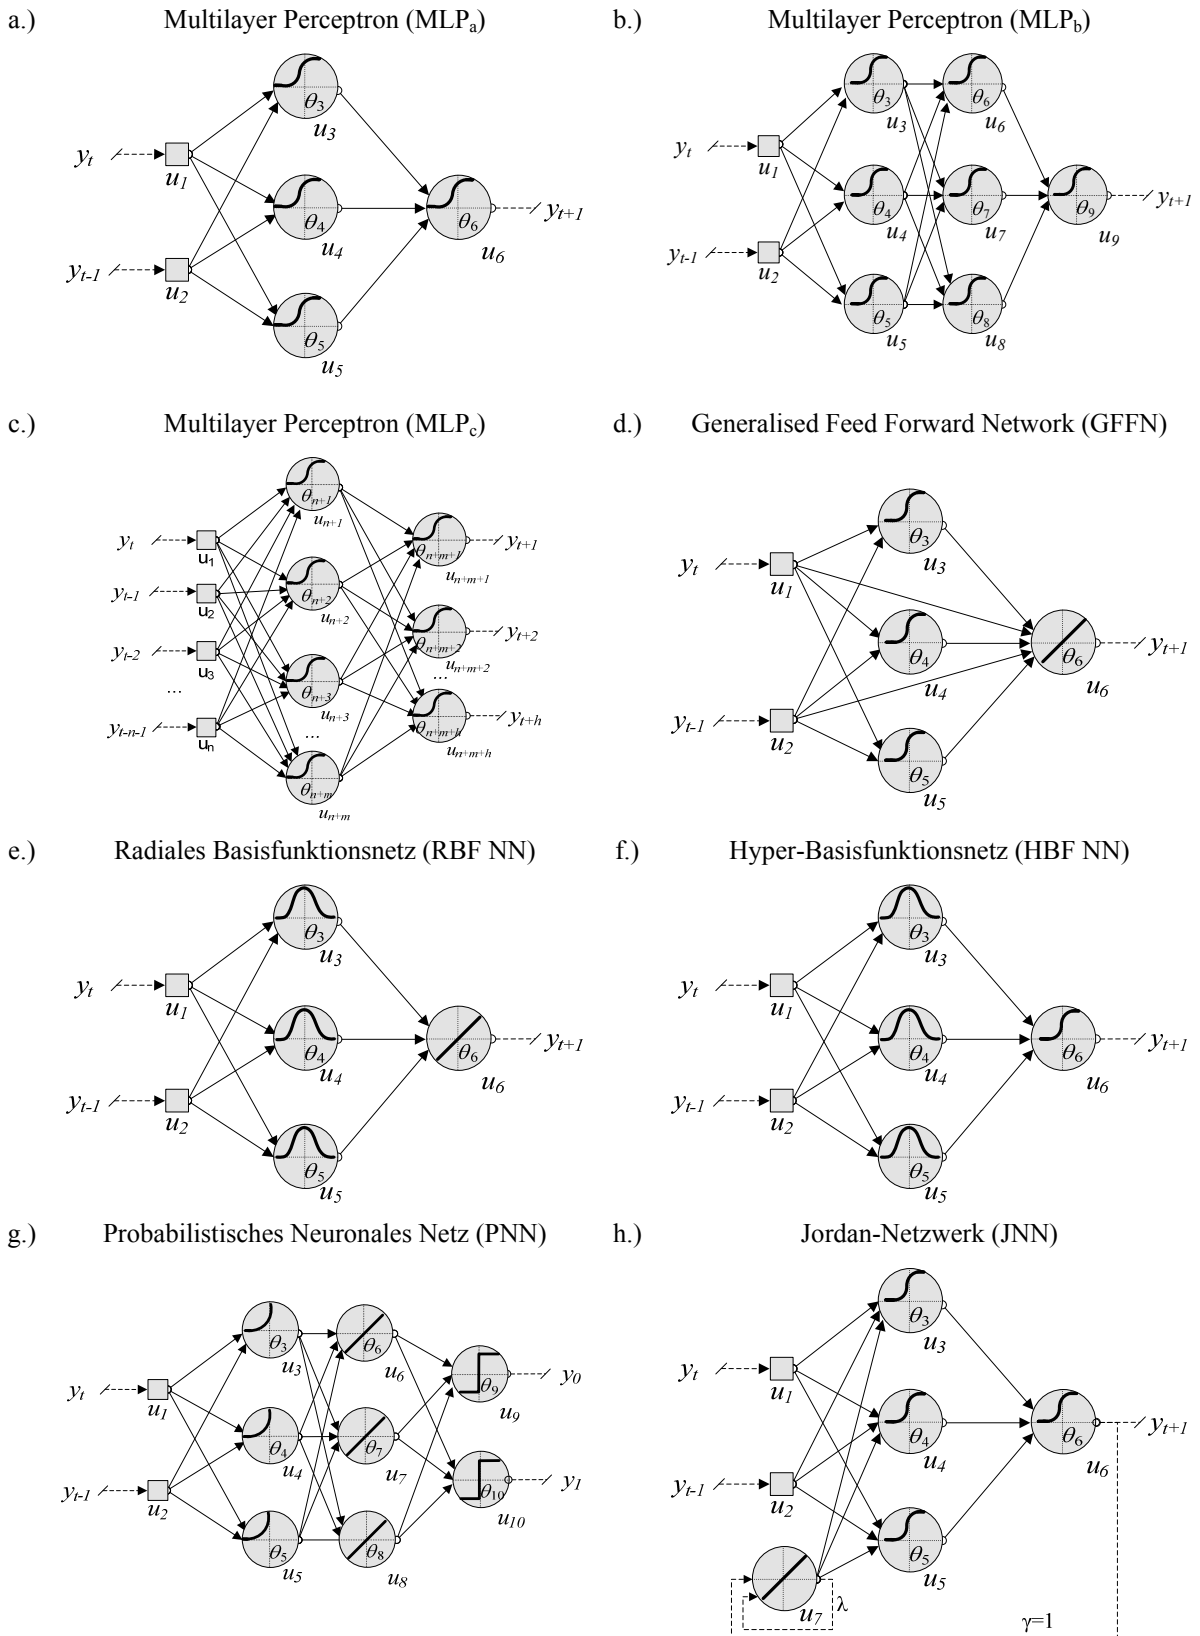 a.) Multilayer Perceptron (MLPa)
θ3
u3
yt
u1
θ4
u4
θ6
u6
yt+1
yt-1
u2
θ5
u5
b.) Multilayer Perceptron (MLPb)
θ3
u3
θ6
u6
yt
u1
θ4
u4
θ7
u7
θ9
u9
yt+1
yt-1
u2
θ5
u5
θ8
u8
c.) Multilayer Perceptron (MLPc)
θn+1
un+1
yt
u1
θn+m+1
un+m+1
yt+1
yt-1
u2
θn+2
un+2
yt-2
u3
θn+m+2
un+m+2
yt+2
...
...
θn+3
un+3
yt-n-1
un
θn+m+h
un+m+h
yt+h
...
θn+m
un+m
d.) Generalised Feed Forward Network (GFFN)
θ3
u3
yt
u1
θ4
u4
θ6
u6
yt+1
yt-1
u2
θ5
u5
e.) Radiales Basisfunktionsnetz (RBF NN)
θ3
u3
yt
u1
θ4
u4
θ6
u6
yt+1
yt-1
u2
θ5
u5
f.) Hyper-Basisfunktionsnetz (HBF NN)
θ3
u3
yt
u1
θ4
u4
θ6
u6
yt+1
yt-1
u2
θ5
u5
g.) Probabilistisches Neuronales Netz (PNN)
θ3
u3
θ6
u6
yt
u1
θ9
u9
y0
θ4
u4
θ7
u7
yt-1
u2
θ10
u10
y1
θ5
u5
θ8
u8
h.) Jordan-Netzwerk (JNN)
θ3
u3
yt
u1
θ4
u4
θ6
u6
yt+1
yt-1
u2
θ5
u5
u7
λ
γ=1